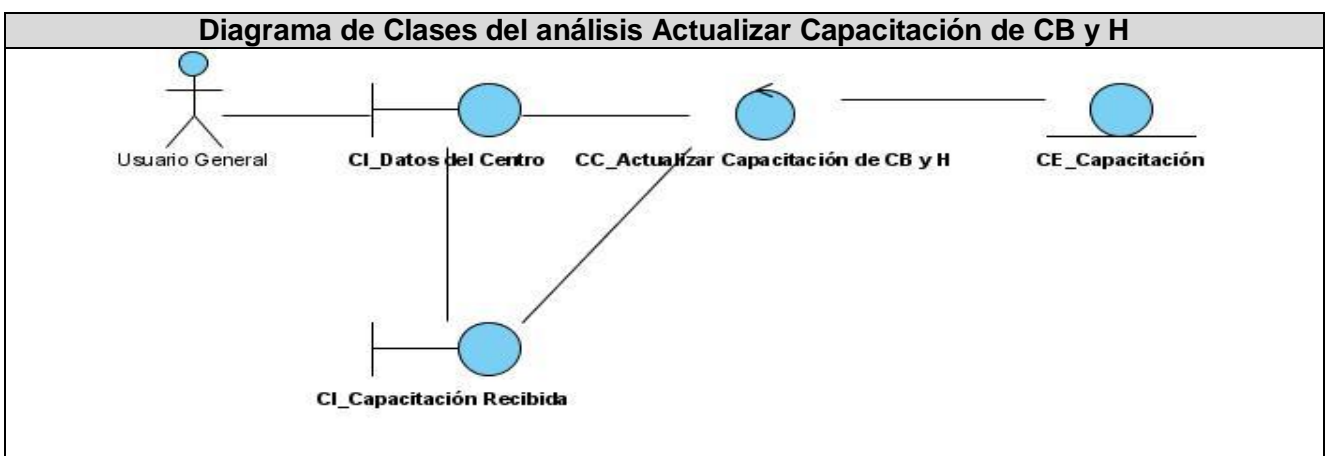 Diagrama de Clases del análisis Actualizar Capacitación de CB y H
Usuario General
CI_Datos del Centro
CC_Actualizar Capacitación de CB y H
CE_Capacitación
CI_Capacitación Recibida